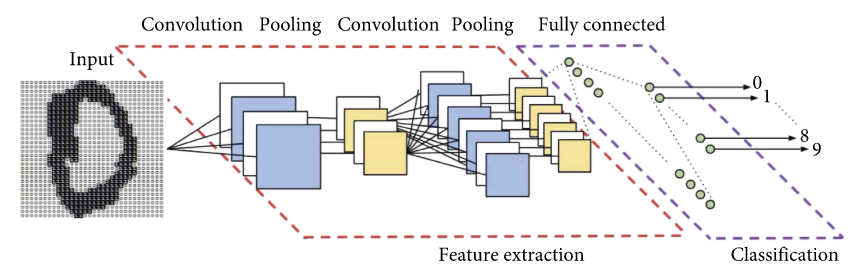 Convolution Pooling Convolution Pooling Fully connected
Input
0
1
8
9
Feature extraction
Classification